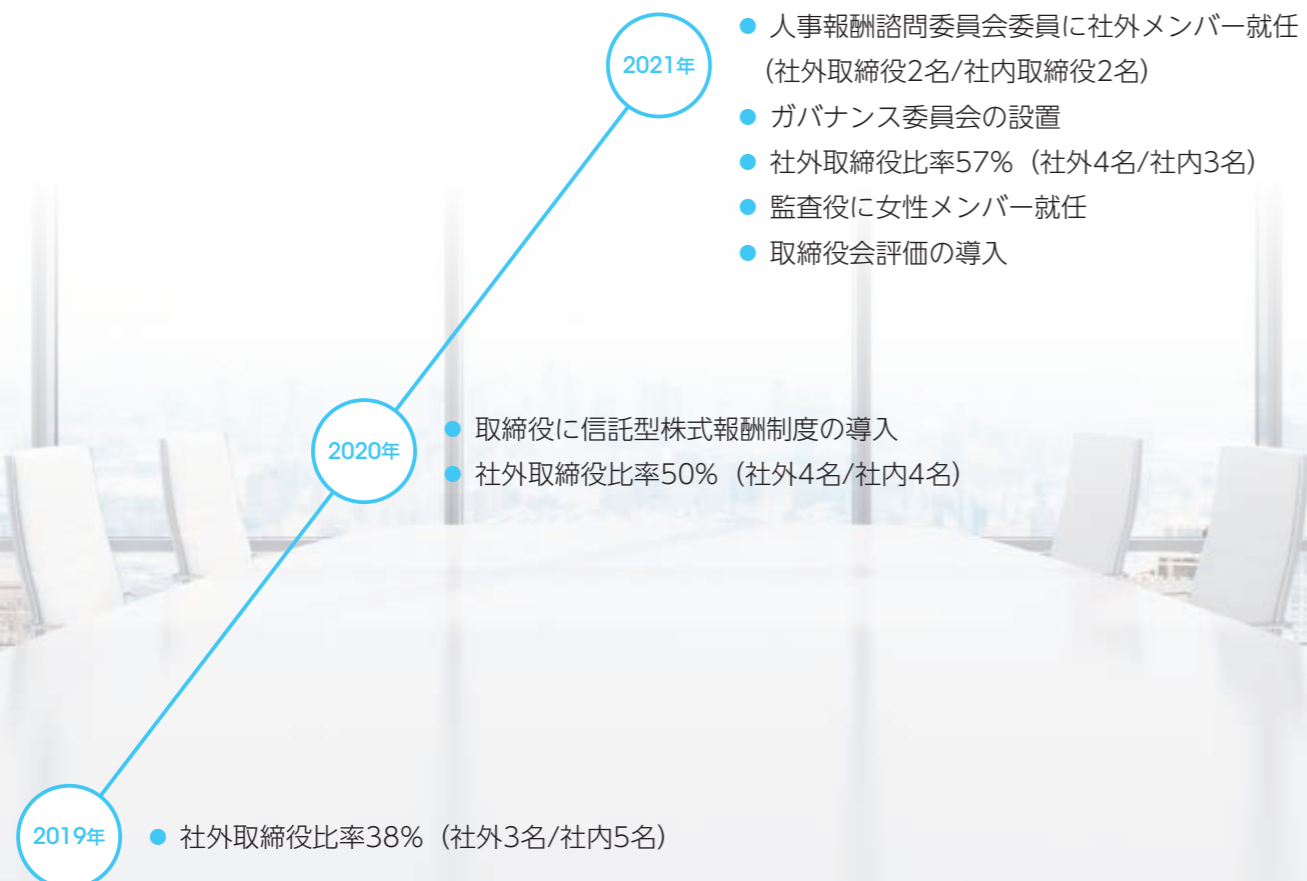 2021年
● 人事報酬諮問委員会委員に社外メンバー就任
(社外取締役2名/社内取締役2名)
● ガバナンス委員会の設置
● 社外取締役比率57%（社外4名/社内3名）
● 監査役に女性メンバー就任
● 取締役会評価の導入
2020年
● 取締役に信託型株式報酬制度の導入
● 社外取締役比率50%（社外4名/社内4名）
2019年
● 社外取締役比率38%（社外3名/社内5名）